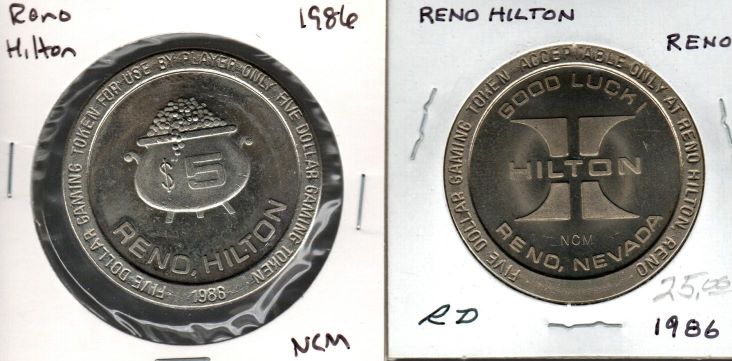 Reno
Hilton
1986
FIVE DOLLAR GAMING TOKEN FOR USE BY PLAYER ONLY FIVE DOLLAR GAMING TOKEN
$5
RENO, HILTON
1986
NCM
RENO HILTON
RENO
FIVE DOLLAR GAMING TOKEN ACCEPTABLE ONLY AT RENO HILTON, RENO
GOOD LUCK!
HILTON
NCM
RENO, NEVADA
25,00
RD
1986